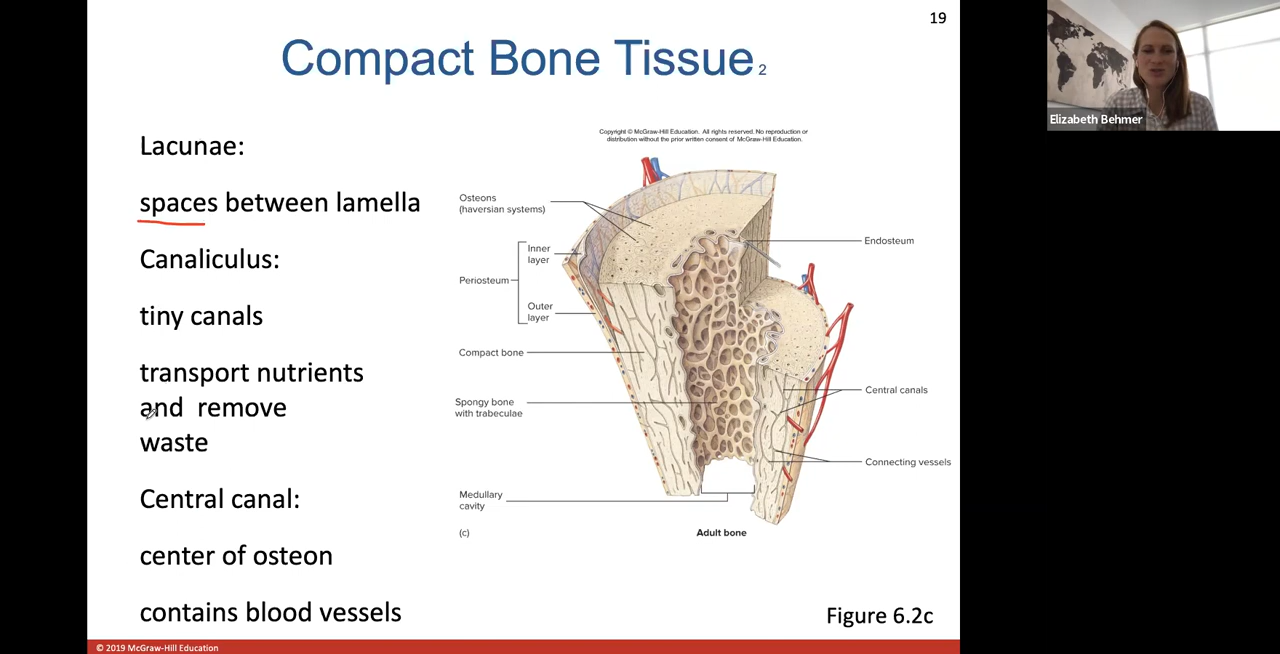 19
Compact Bone Tissue 2
Elizabeth Behmer
Copyright © McGraw-Hill Education. All rights reserved. No reproduction or
distribution without the prior written consent of McGraw-Hill Education.
Lacunae:
spaces between lamella
Canaliculus:
tiny canals
transport nutrients
and remove
waste
Central canal:
center of osteon
contains blood vessels
Osteons
(haversian systems)
Inner
layer
Periosteum
Outer
layer
Compact bone
Spongy bone
with trabeculae
Medullary
cavity
(c)
Endosteum
Central canals
Connecting vessels
Adult bone
Figure 6.2c
© 2019 McGraw-Hill Education